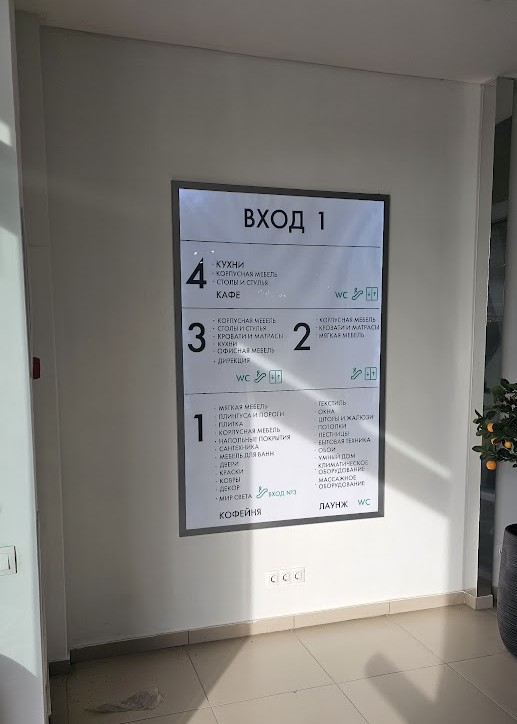 ВХОД 1
4
· КУХНИ
· КОРПУСНАЯ МЕБЕЛЬ
· СТОЛЫ И СТУЛЬЯ
КАФЕ
WC
3
· КОРПУСНАЯ МЕБЕЛЬ
· СТОЛЫ И СТУЛЬЯ
· КРОВАТИ И МАТРАСЫ
· КУХНИ
· ОФИСНАЯ МЕБЕЛЬ
· ДИРЕКЦИЯ
WC
2
· КОРПУСНАЯ МЕБЕЛЬ
· КРОВАТИ И МАТРАСЫ
· МЯГКАЯ МЕБЕЛЬ
1
· МЯГКАЯ МЕБЕЛЬ
· ПЛИНТУСА И ПОРОГИ
· ПЛИТКА
· КОРПУСНАЯ МЕБЕЛЬ
· НАПОЛЬНЫЕ ПОКРЫТИЯ
· САНТЕХНИКА
· МЕБЕЛЬ ДЛЯ ВАНН
· ДВЕРИ
· КРАСКИ
· КОВРЫ
· ДЕКОР
· МИР СВЕТА
ВХОД №3
КОФЕЙНЯ
· ТЕКСТИЛЬ
· ОКНА
· ШТОРЫ И ЖАЛЮЗИ
· ПОТОЛКИ
· ЛЕСТНИЦЫ
· БЫТОВАЯ ТЕХНИКА
· ОБОИ
· УМНЫЙ ДОМ
· КЛИМАТИЧЕСКОЕ
ОБОРУДОВАНИЕ
· МАССАЖНОЕ
ОБОРУДОВАНИЕ
ЛАУНЖ WC